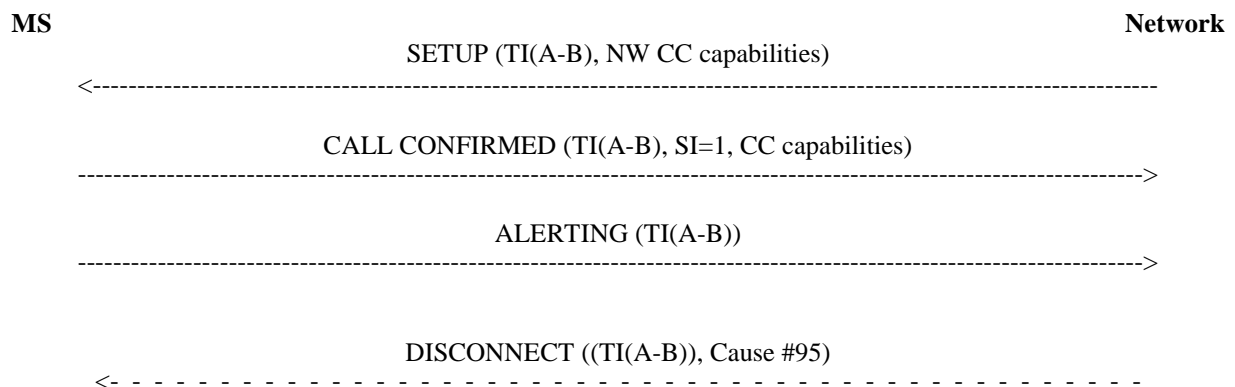 MS Network
SETUP (TI(A-B), NW CC capabilities)
<----------------------------------------------------------------------------------------------------------------------
CALL CONFIRMED (TI(A-B), SI=1, CC capabilities)
---------------------------------------------------------------------------------------------------------------------->
ALERTING (TI(A-B))
---------------------------------------------------------------------------------------------------------------------->
DISCONNECT ((TI(A-B)), Cause #95)
<- - - - - - - - - - - - - - - - - - - - - - - - - - - - - - - - - - - - - - - - - - - - - - -